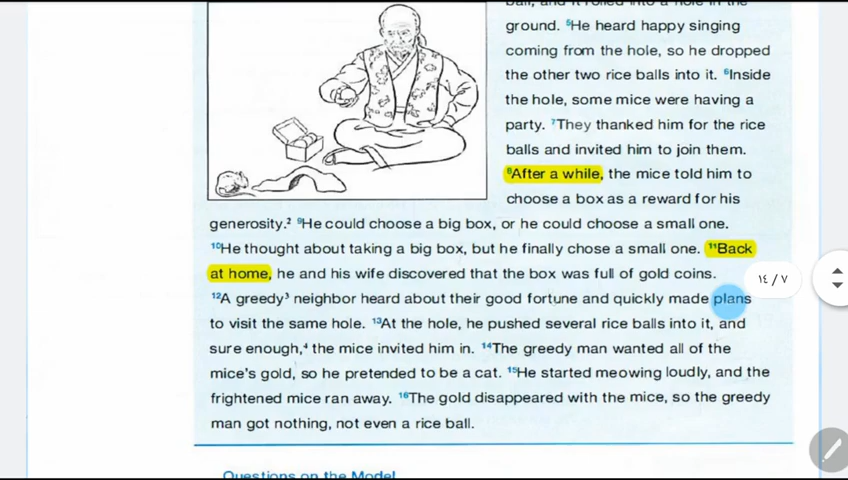 ball, and it rolled into a hole in the
ground. ⁵He heard happy singing
coming from the hole, so he dropped
the other two rice balls into it. ⁶Inside
the hole, some mice were having a
party. ⁷They thanked him for the rice
balls and invited him to join them.
⁸After a while, the mice told him to
choose a box as a reward for his
generosity.² ⁹He could choose a big box, or he could choose a small one.
¹⁰He thought about taking a big box, but he finally chose a small one. ¹¹Back
at home, he and his wife discovered that the box was full of gold coins.
١٤ / ٧
¹²A greedy³ neighbor heard about their good fortune and quickly made plans
to visit the same hole. ¹³At the hole, he pushed several rice balls into it, and
sure enough,⁴ the mice invited him in. ¹⁴The greedy man wanted all of the
mice's gold, so he pretended to be a cat. ¹⁵He started meowing loudly, and the
frightened mice ran away. ¹⁶The gold disappeared with the mice, so the greedy
man got nothing, not even a rice ball.
Questions on the Model